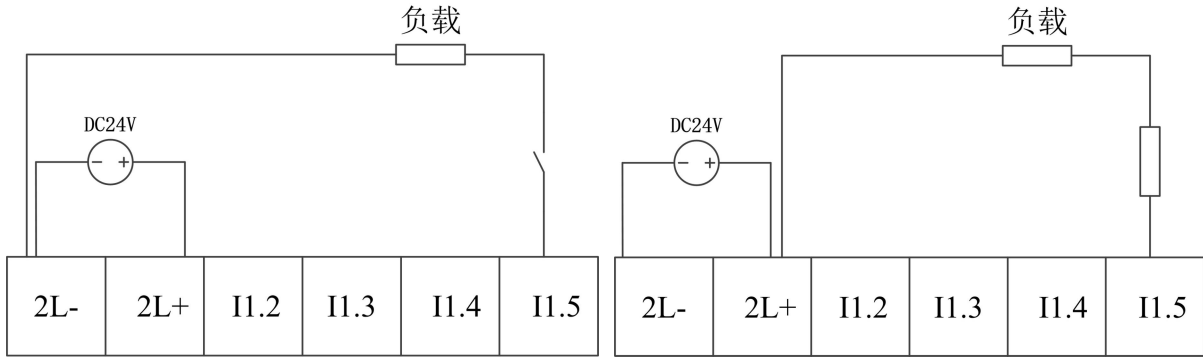 负载
DC24V
- +
2L- 2L+ I1.2 I1.3 I1.4 I1.5
负载
DC24V
- +
2L- 2L+ I1.2 I1.3 I1.4 I1.5